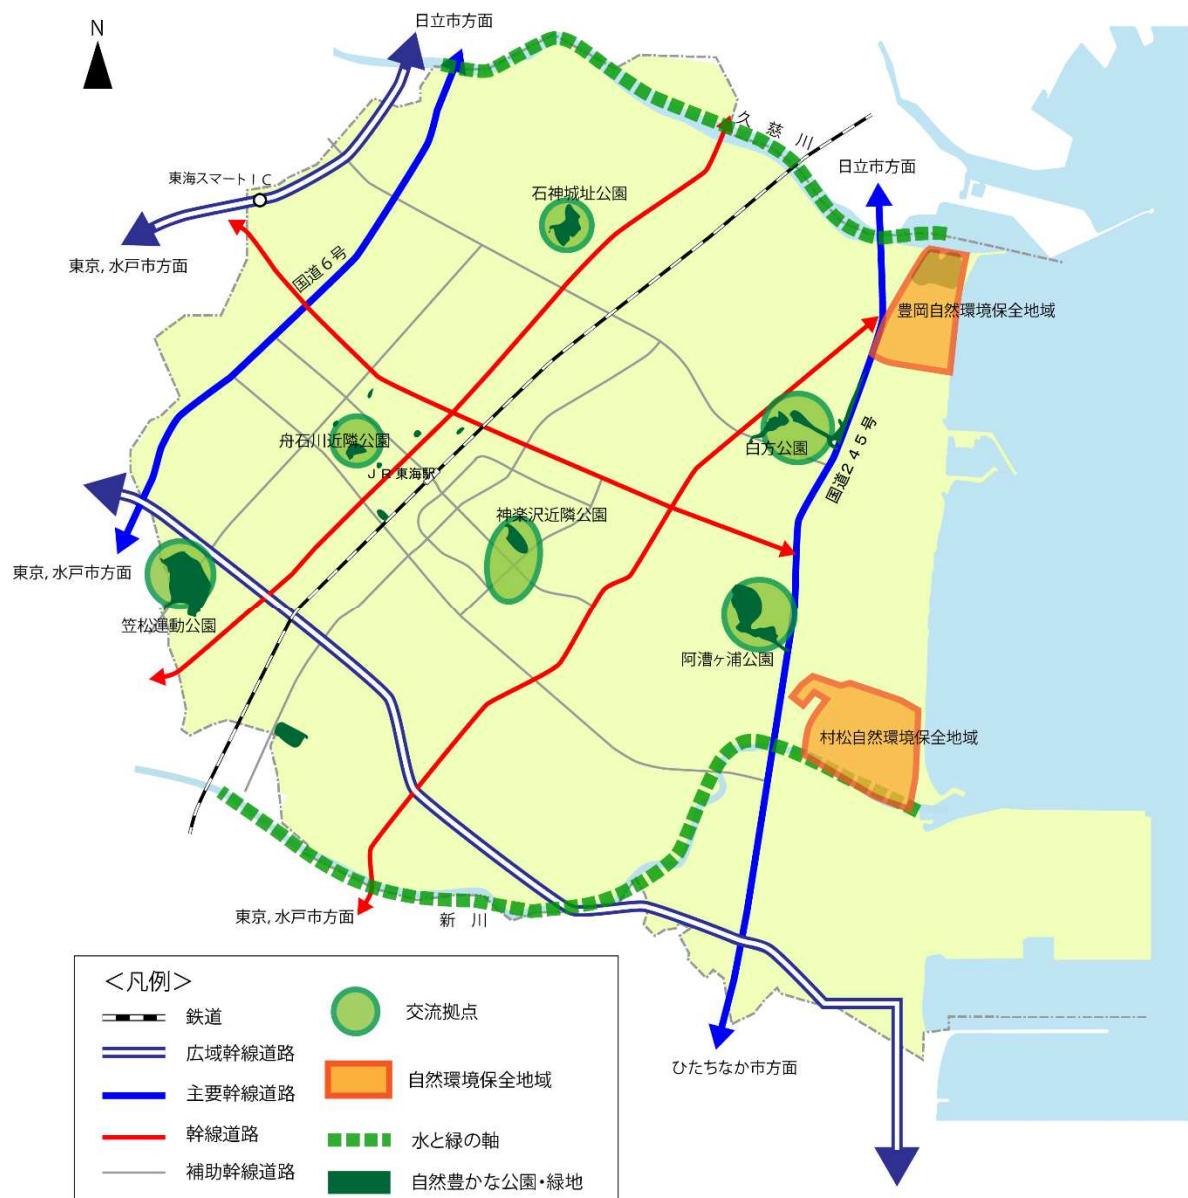 N
日立市方面
久慈川
東海スマートIC
石神城址公園
日立市方面
東京, 水戸市方面
国道6号
豊岡自然環境保全地域
舟石川近隣公園
白方公園
国道245号
JR東海駅
神楽沢近隣公園
東京, 水戸市方面
笠松運動公園
阿漕ヶ浦公園
村松自然環境保全地域
東京, 水戸市方面
新川
ひたちなか市方面
＜凡例＞
鉄道
広域幹線道路
主要幹線道路
幹線道路
補助幹線道路
交流拠点
自然環境保全地域
水と緑の軸
自然豊かな公園・緑地